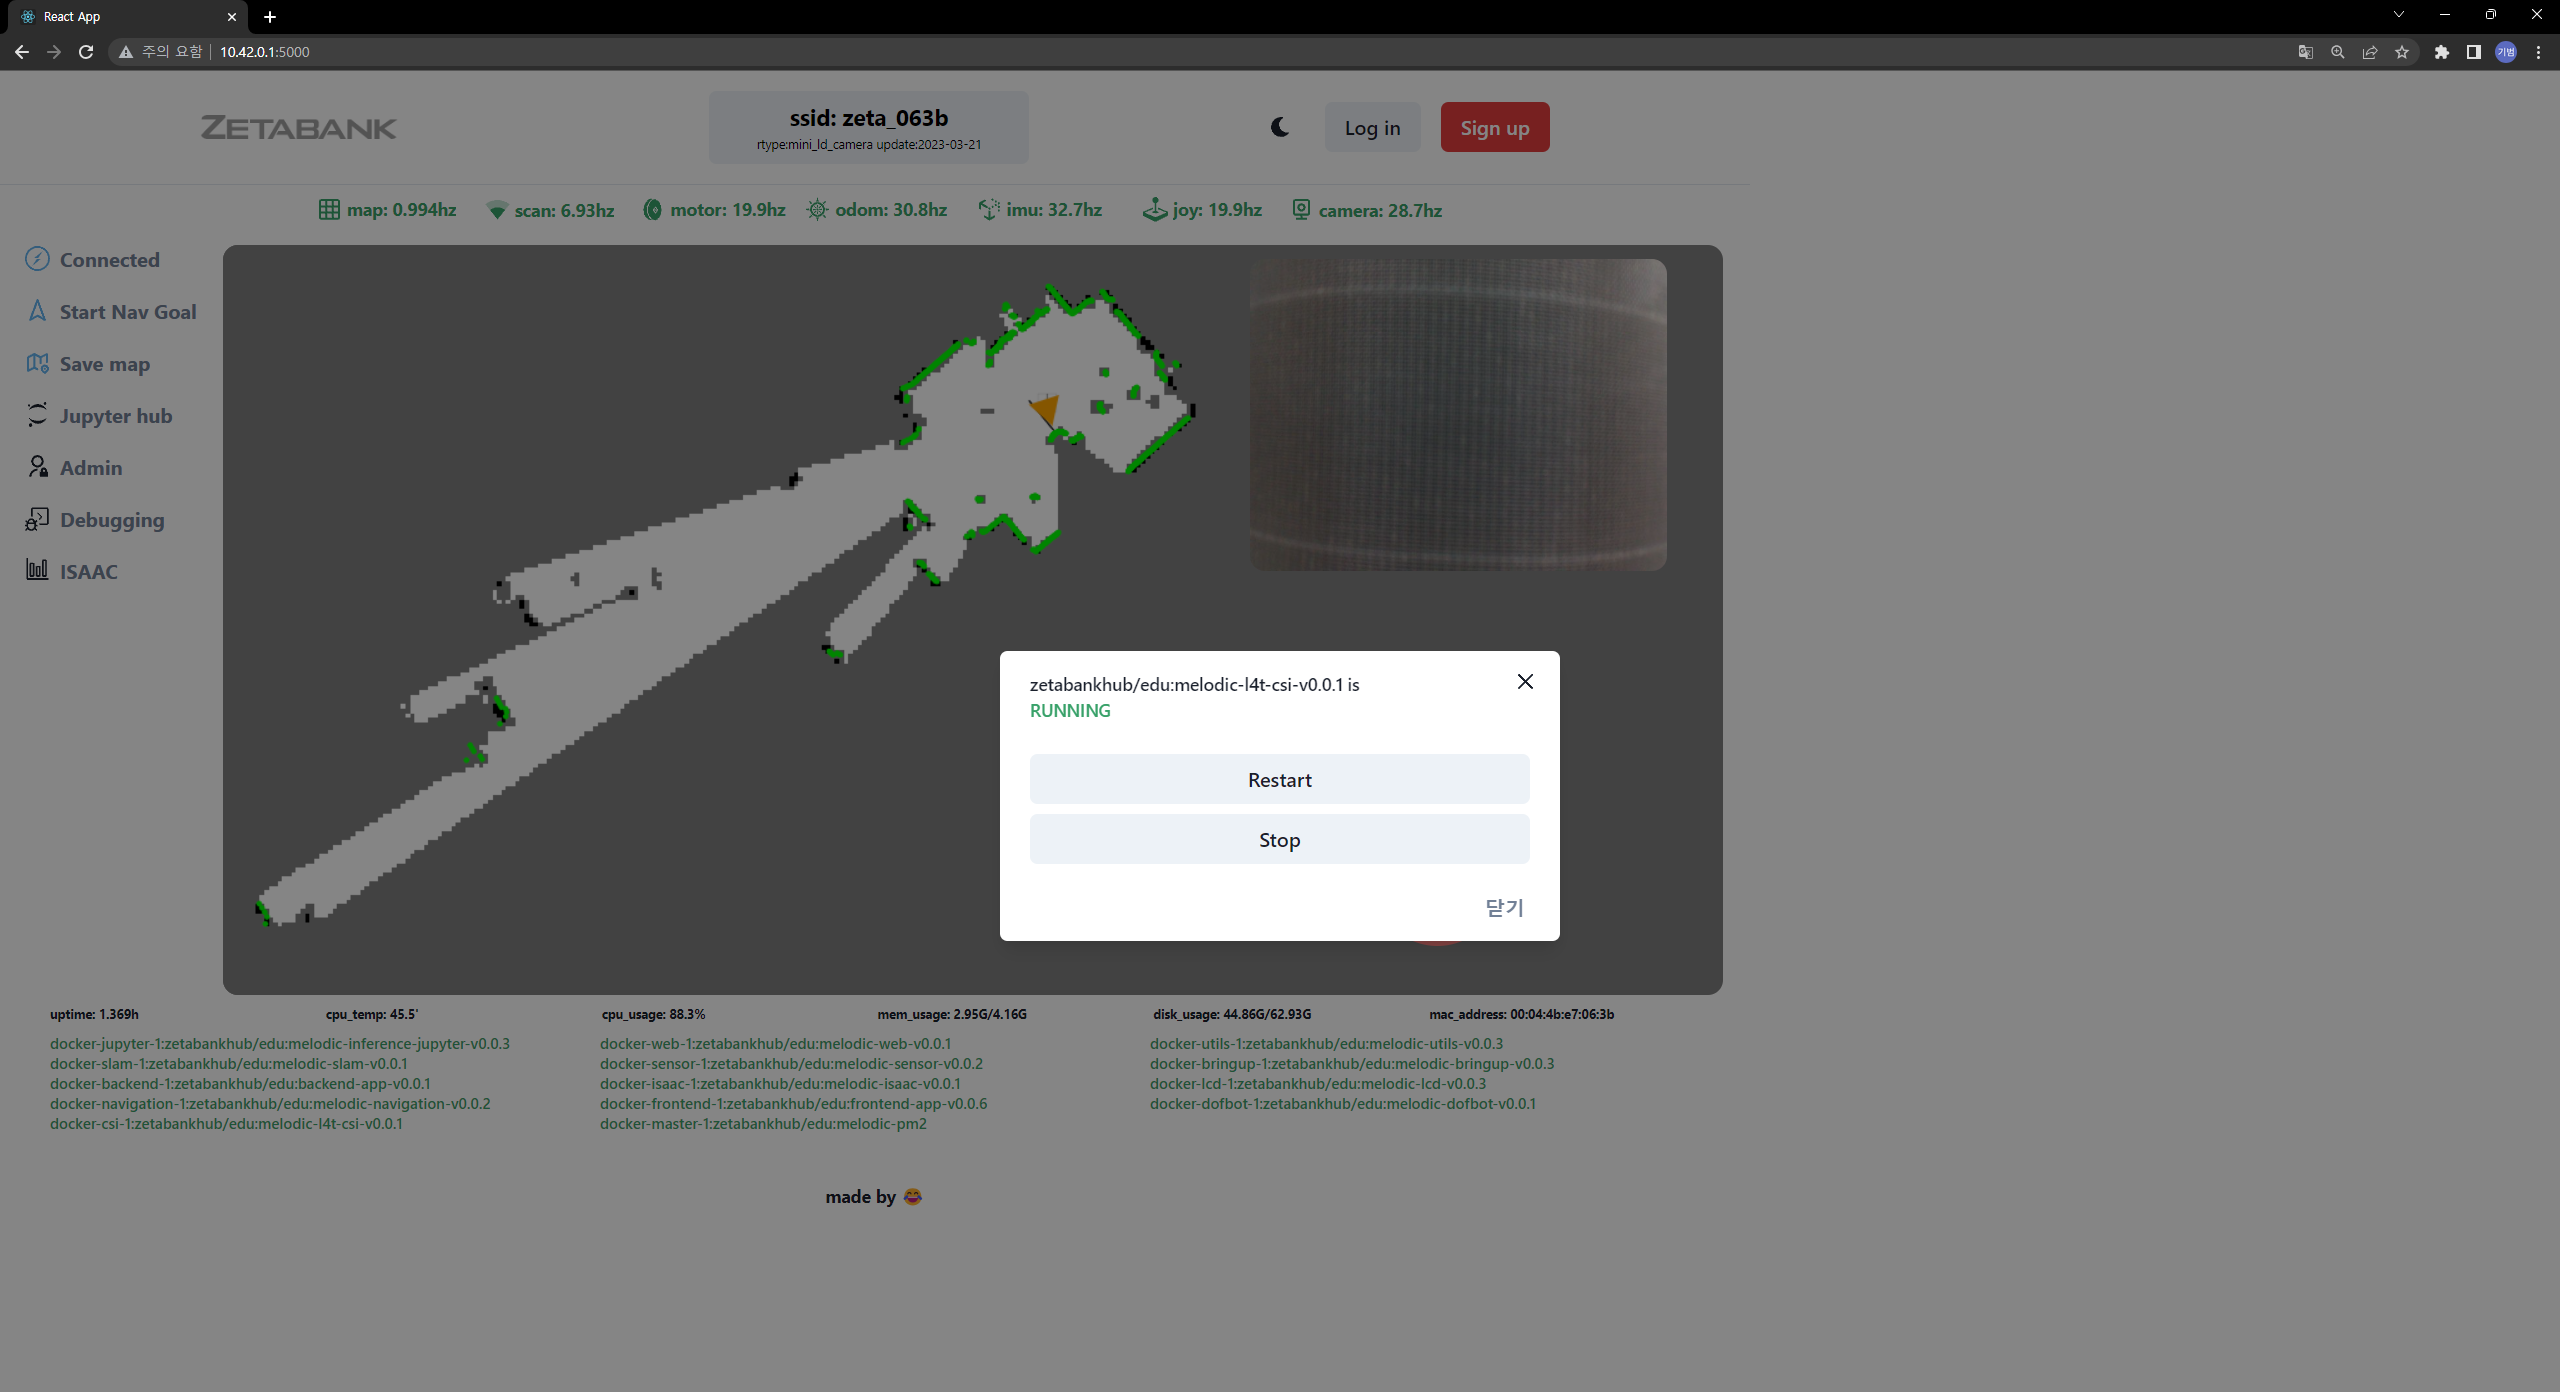 React App
주의 요함 | 10.42.0.1:5000
기범
ZETABANK
ssid: zeta_063b
rtype:mini_ld_camera update:2023-03-21
Log in
Sign up
map: 0.994hz
scan: 6.93hz
motor: 19.9hz
odom: 30.8hz
imu: 32.7hz
joy: 19.9hz
camera: 28.7hz
Connected
Start Nav Goal
Save map
Jupyter hub
Admin
Debugging
ISAAC
zetabankhub/edu:melodic-l4t-csi-v0.0.1 is
RUNNING
Restart
Stop
닫기
uptime: 1.369h
cpu_temp: 45.5'
cpu_usage: 88.3%
mem_usage: 2.95G/4.16G
disk_usage: 44.86G/62.93G
mac_address: 00:04:4b:e7:06:3b
docker-jupyter-1:zetabankhub/edu:melodic-inference-jupyter-v0.0.3
docker-slam-1:zetabankhub/edu:melodic-slam-v0.0.1
docker-backend-1:zetabankhub/edu:backend-app-v0.0.1
docker-navigation-1:zetabankhub/edu:melodic-navigation-v0.0.2
docker-csi-1:zetabankhub/edu:melodic-l4t-csi-v0.0.1
docker-web-1:zetabankhub/edu:melodic-web-v0.0.1
docker-sensor-1:zetabankhub/edu:melodic-sensor-v0.0.2
docker-isaac-1:zetabankhub/edu:melodic-isaac-v0.0.1
docker-frontend-1:zetabankhub/edu:frontend-app-v0.0.6
docker-master-1:zetabankhub/edu:melodic-pm2
docker-utils-1:zetabankhub/edu:melodic-utils-v0.0.3
docker-bringup-1:zetabankhub/edu:melodic-bringup-v0.0.3
docker-lcd-1:zetabankhub/edu:melodic-lcd-v0.0.3
docker-dofbot-1:zetabankhub/edu:melodic-dofbot-v0.0.1
made by 😂